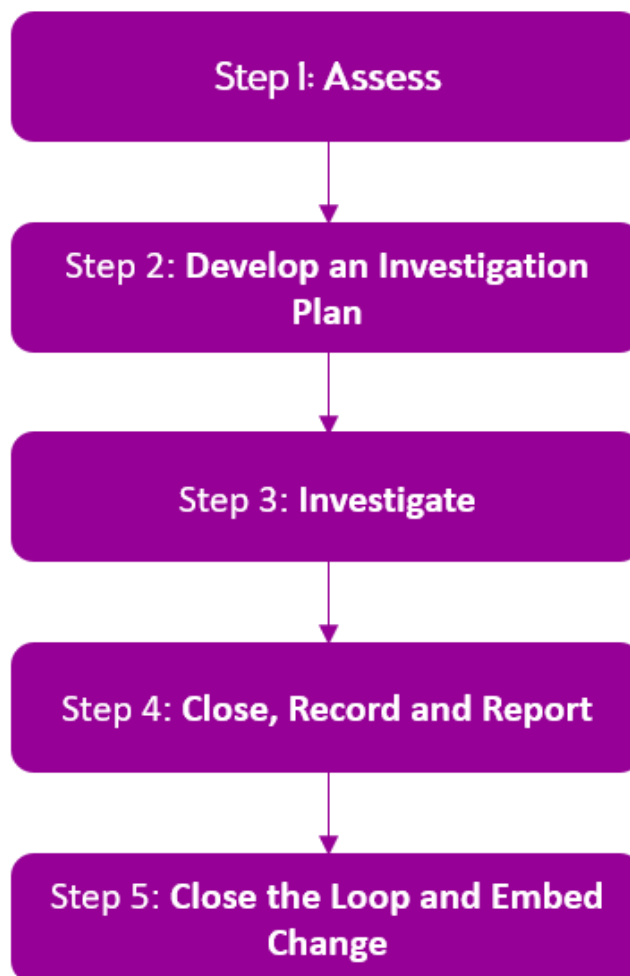 Step 1: Assess
Step 2: Develop an Investigation
Plan
Step 3: Investigate
Step 4: Close, Record and Report
Step 5: Close the Loop and Embed
Change